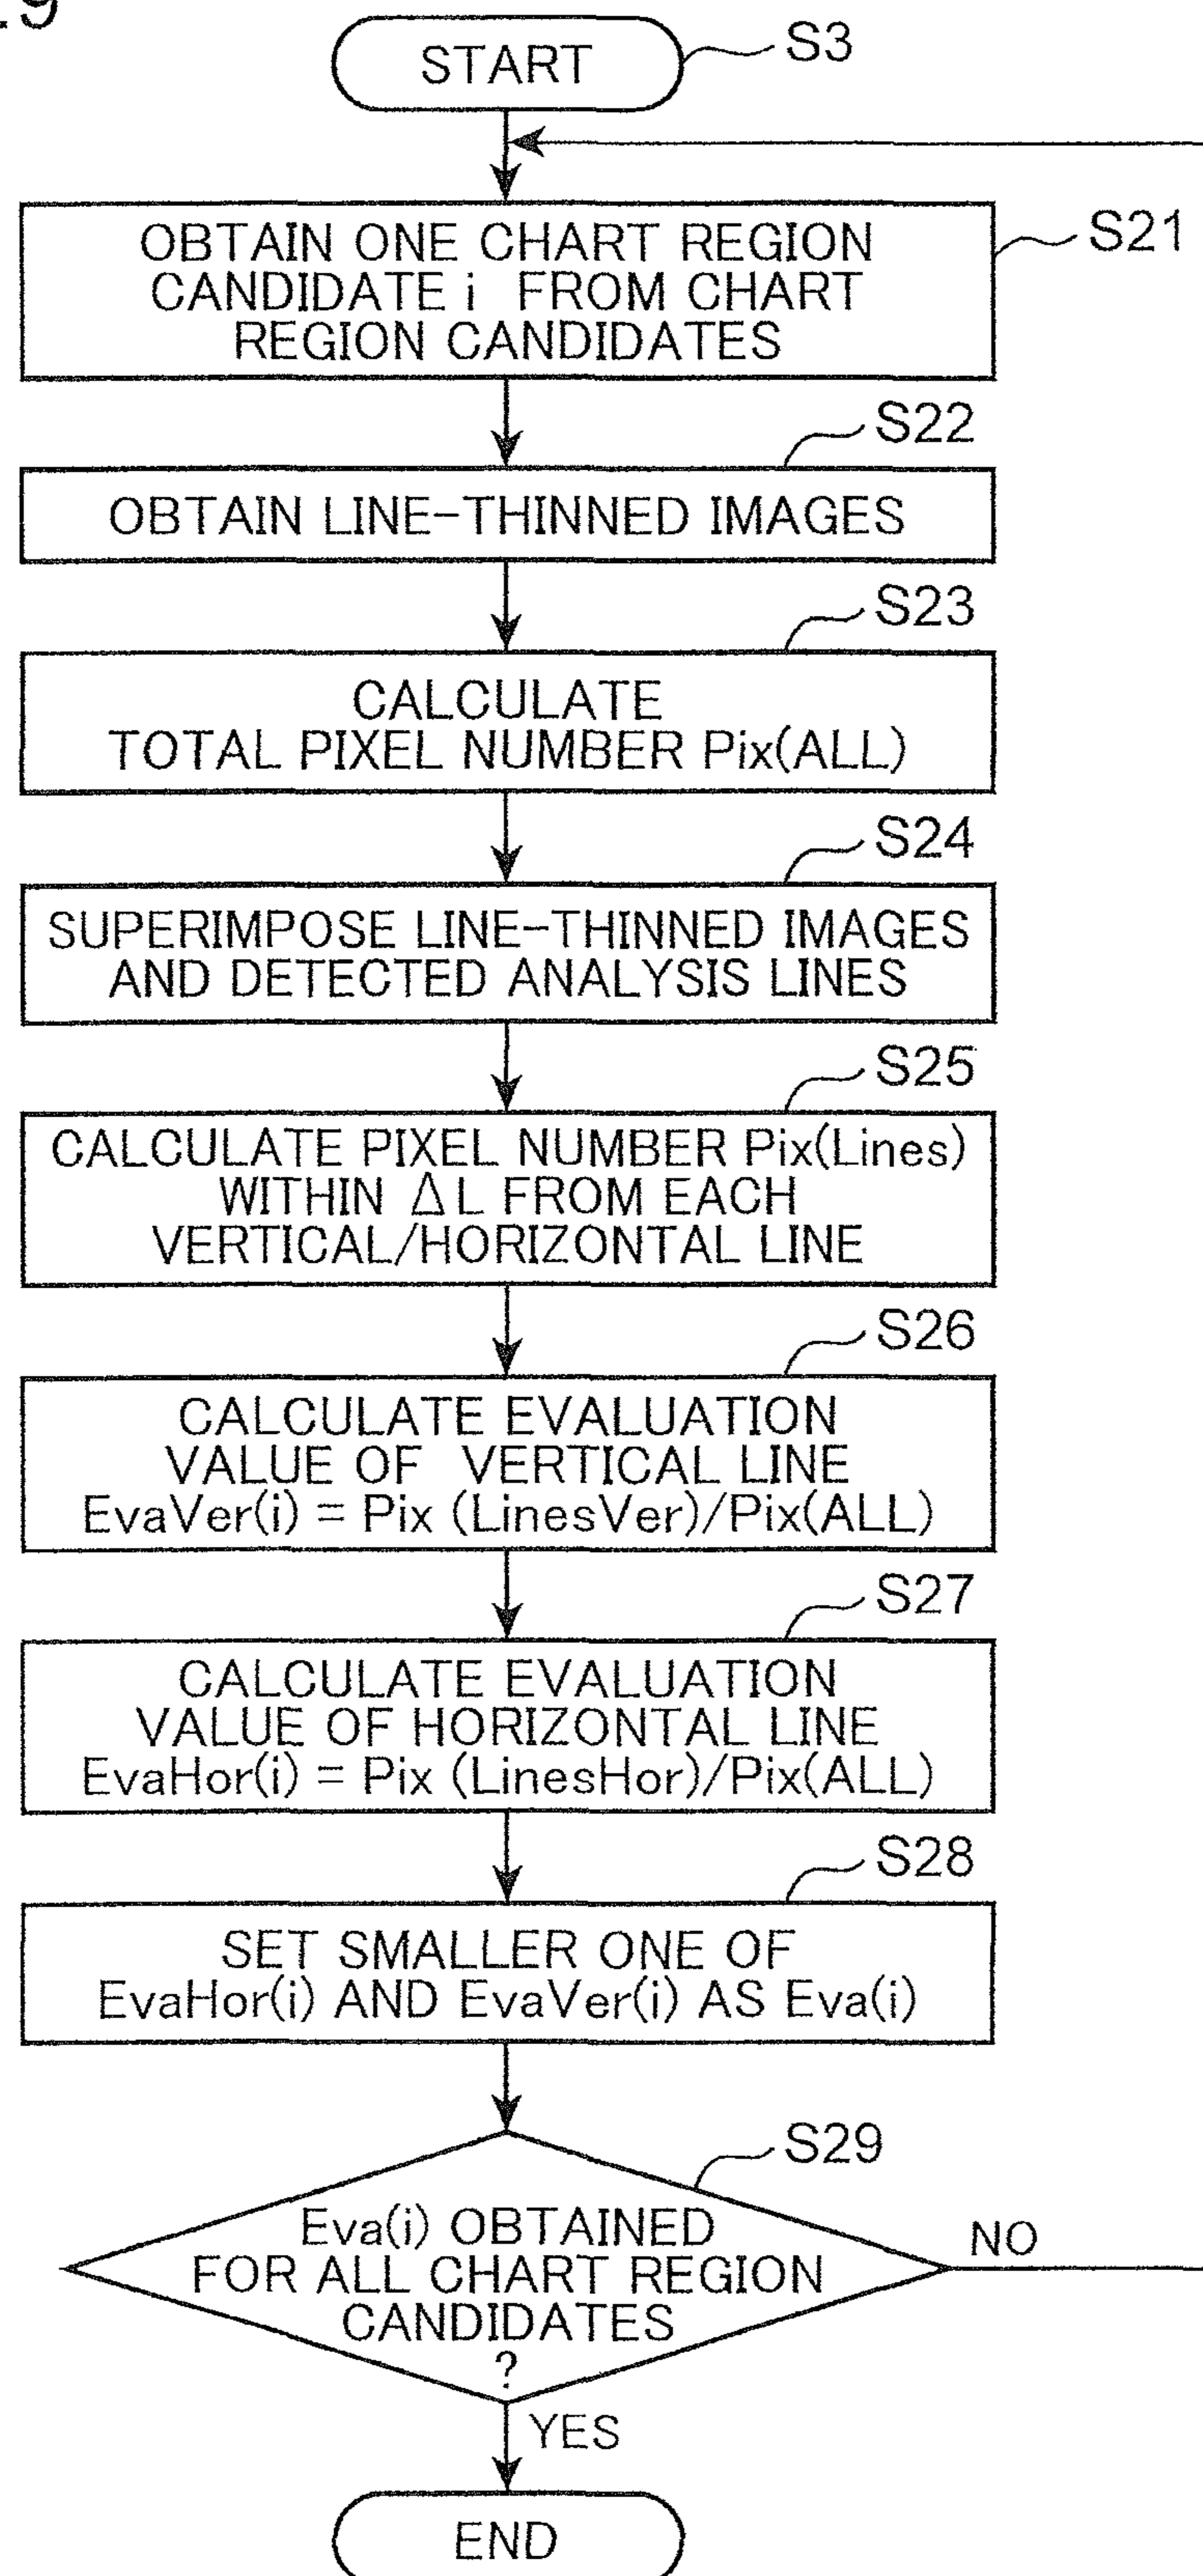 START
S3
S21
OBTAIN ONE CHART REGION
CANDIDATE i FROM CHART
REGION CANDIDATES
S22
OBTAIN LINE-THINNED IMAGES
S23
CALCULATE
TOTAL PIXEL NUMBER Pix(ALL)
S24
SUPERIMPOSE LINE-THINNED IMAGES
AND DETECTED ANALYSIS LINES
S25
CALCULATE PIXEL NUMBER Pix(Lines)
WITHIN ΔL FROM EACH
VERTICAL/HORIZONTAL LINE
S26
CALCULATE EVALUATION
VALUE OF VERTICAL LINE
EvaVer(i) = Pix (LinesVer)/Pix(ALL)
S27
CALCULATE EVALUATION
VALUE OF HORIZONTAL LINE
EvaHor(i) = Pix (LinesHor)/Pix(ALL)
S28
SET SMALLER ONE OF
EvaHor(i) AND EvaVer(i) AS Eva(i)
S29
Eva(i) OBTAINED
FOR ALL CHART REGION
CANDIDATES
?
NO
YES
END